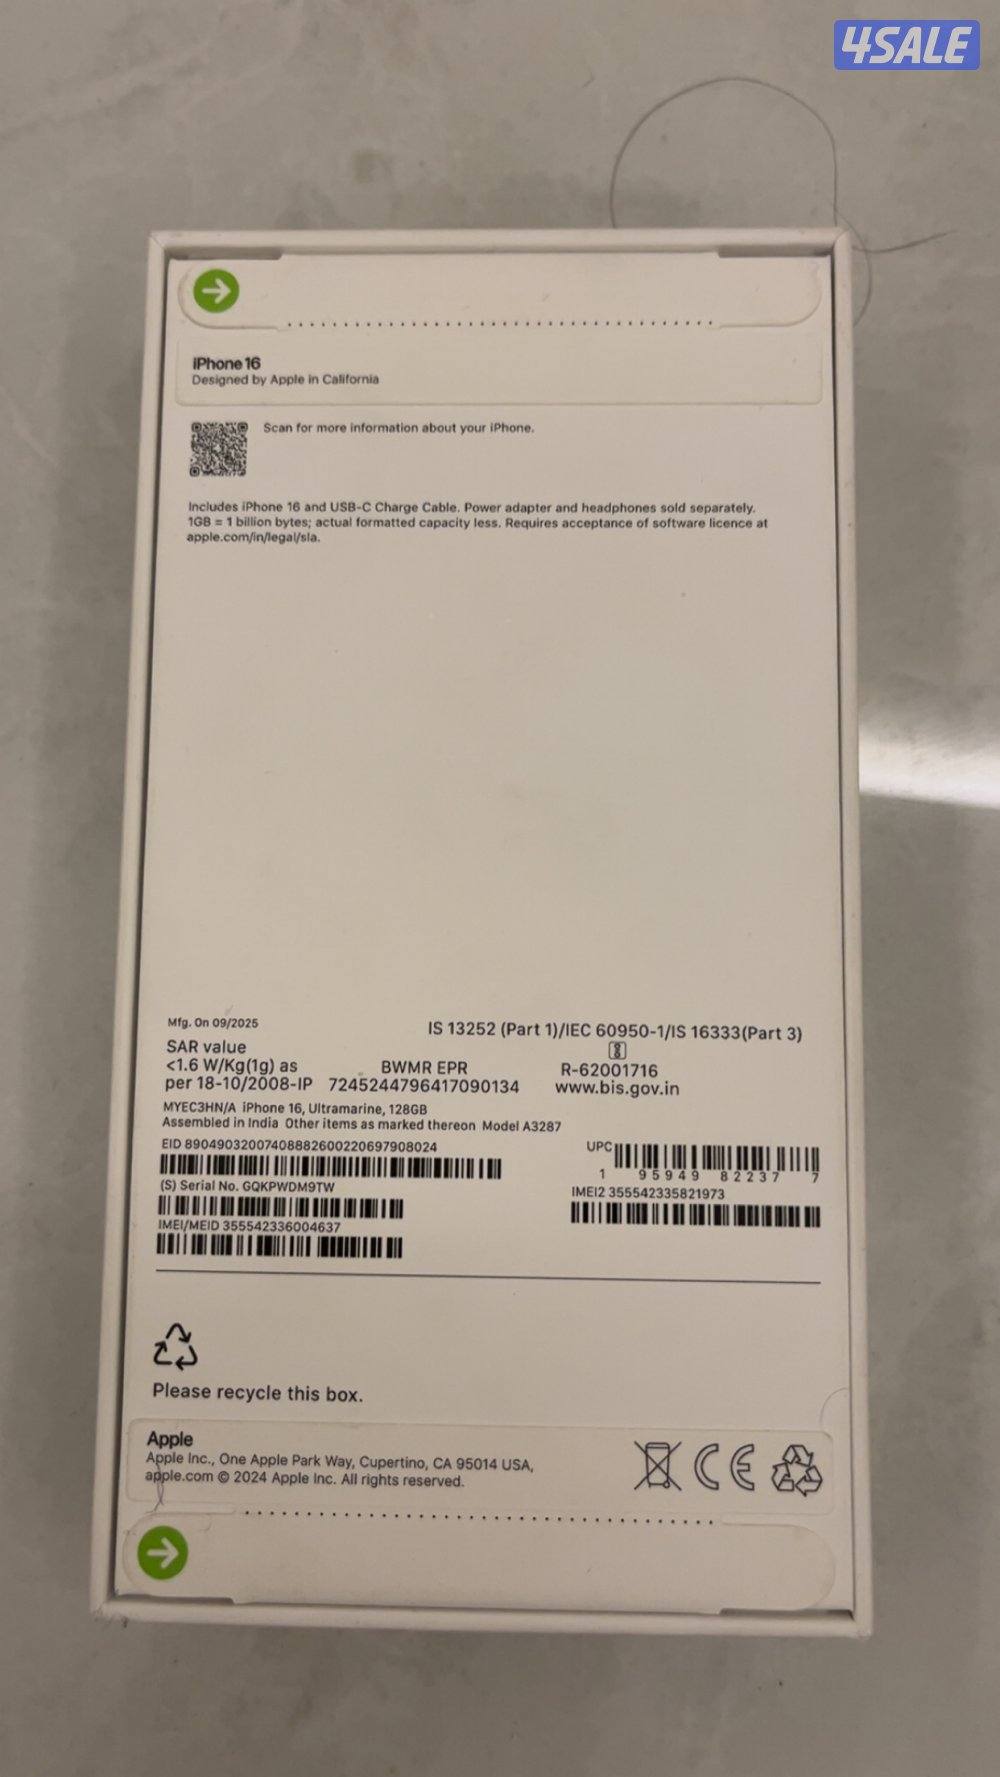 4SALE
iPhone 16
Designed by Apple in California
Scan for more information about your iPhone.
Includes iPhone 16 and USB-C Charge Cable. Power adapter and headphones sold separately.
1GB = 1 billion bytes; actual formatted capacity less. Requires acceptance of software licence at
apple.com/in/legal/sla.
Mfg. On 09/2025
IS 13252 (Part 1)/IEC 60950-1/IS 16333(Part 3)
SAR value
<1.6 W/Kg(1g) as
per 18-10/2008-IP
BWMR EPR
7245244796417090134
R-62001716
www.bis.gov.in
MYEC3HN/A iPhone 16, Ultramarine, 128GB
Assembled in India Other items as marked thereon Model A3287
EID 89049032007408882600220697908024
UPC
1 95949 82237 7
(S) Serial No. GQKPWDM9TW
IMEI2 355542335821973
IMEI/MEID 355542336004637
Please recycle this box.
Apple
Apple Inc., One Apple Park Way, Cupertino, CA 95014 USA,
apple.com © 2024 Apple Inc. All rights reserved.
CE